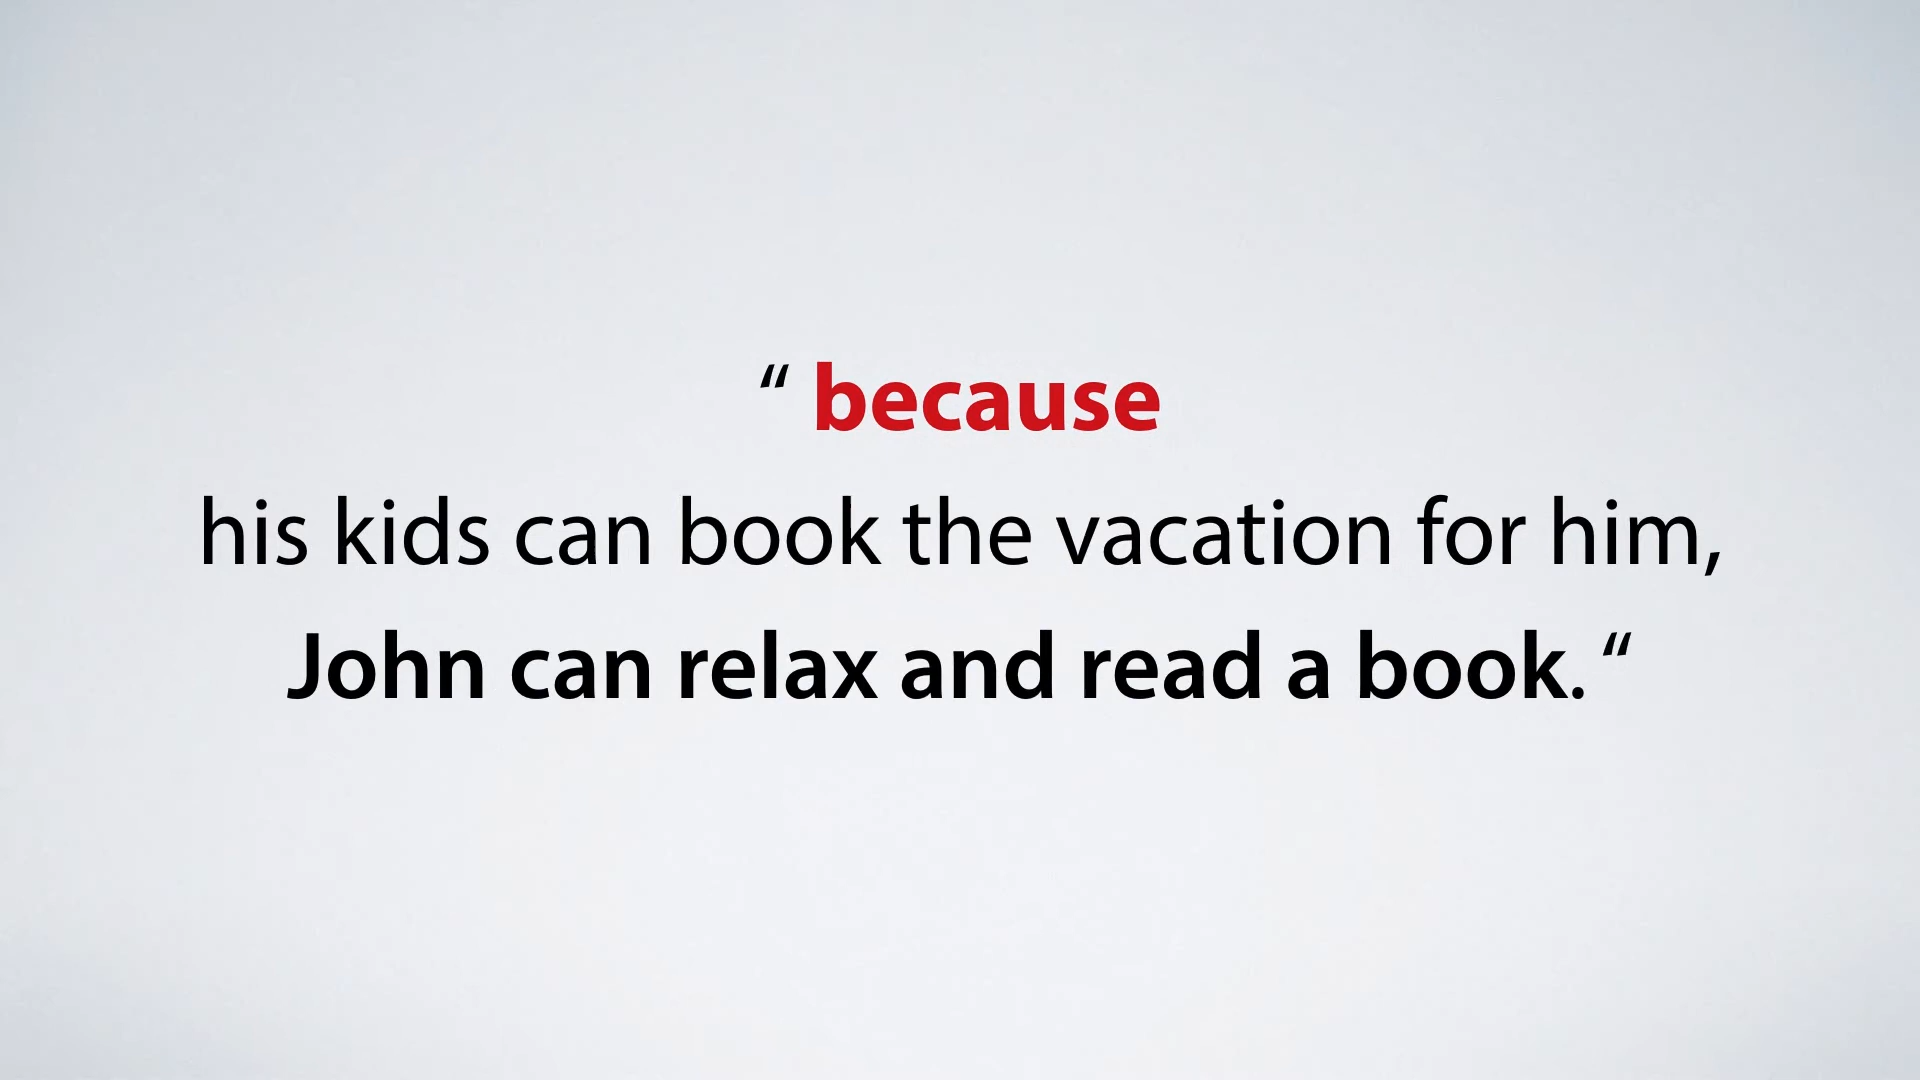 “ because
his kids can book the vacation for him,
John can relax and read a book. “